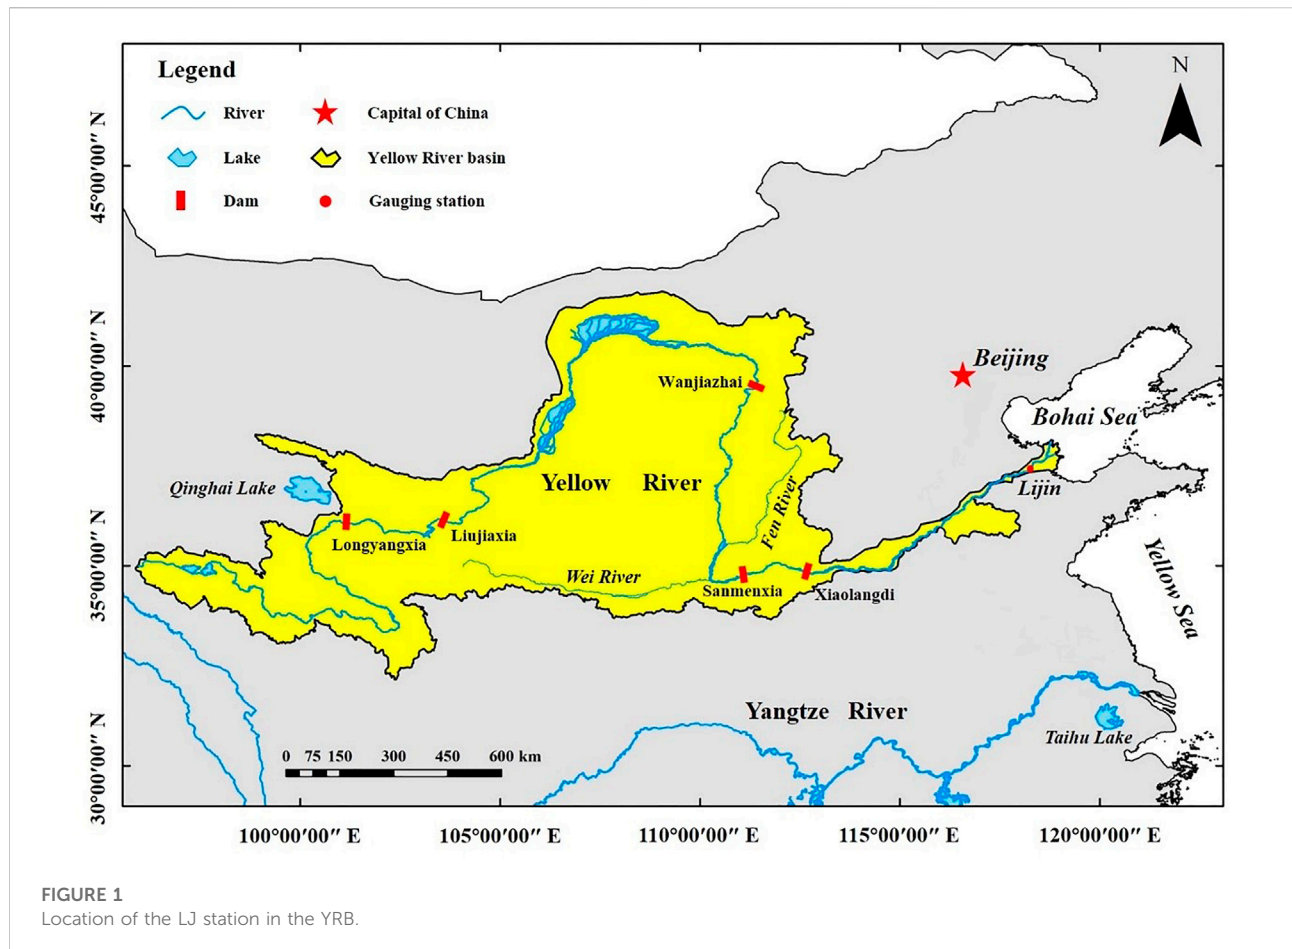 Legend
River
Capital of China
Lake
Yellow River basin
Dam
Gauging station
N
45°00′00″ N
40°00′00″ N
35°00′00″ N
30°00′00″ N
Beijing
Wanjiazhai
Bohai Sea
Qinghai Lake
Yellow River
Lijin
Fen River
Longyangxia
Liujiaxia
Wei River
Sanmenxia
Xiaolangdi
Yellow Sea
Yangtze River
Taihu Lake
0 75 150 300 450 600 km
100°00′00″ E 105°00′00″ E 110°00′00″ E 115°00′00″ E 120°00′00″ E
FIGURE 1
Location of the LJ station in the YRB.